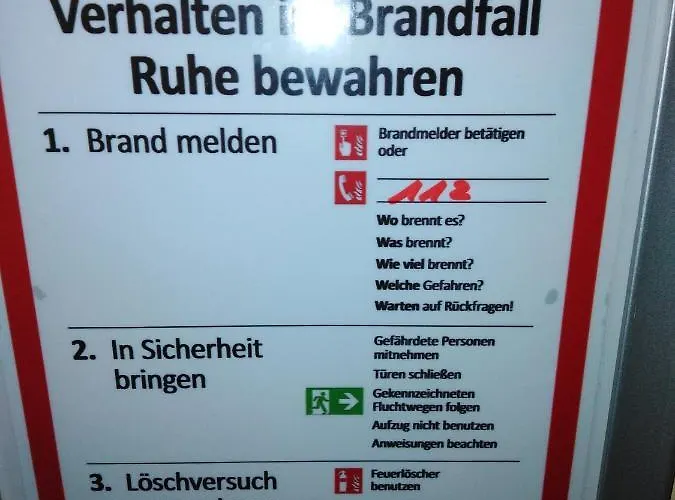 Verhalten im Brandfall
Ruhe bewahren
1. Brand melden
Brandmelder betätigen
oder
112
Wo brennt es?
Was brennt?
Wie viel brennt?
Welche Gefahren?
Warten auf Rückfragen!
2. In Sicherheit
bringen
Gefährdete Personen
mitnehmen
Türen schließen
Gekennzeichneten
Fluchtwegen folgen
Aufzug nicht benutzen
Anweisungen beachten
3. Löschversuch
Feuerlöscher
benutzen